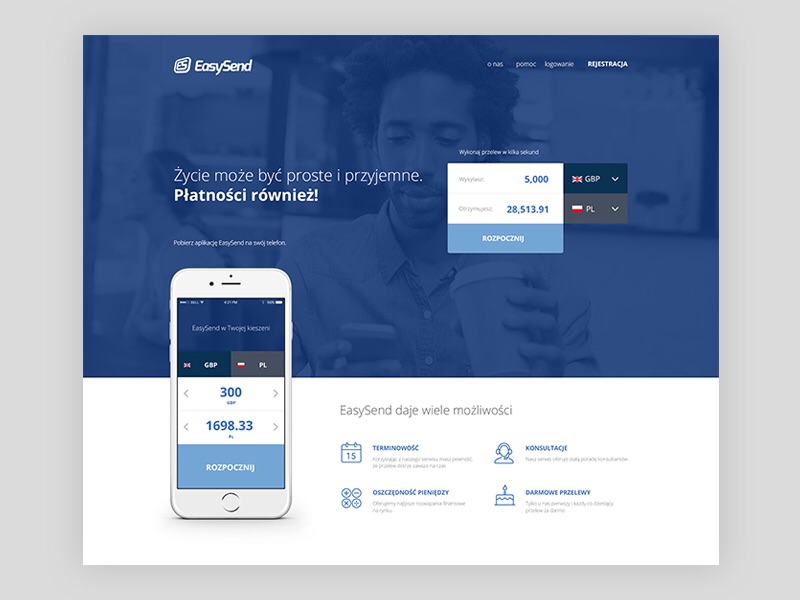 ES EasySend
o nas pomoc logowanie REJESTRACJA
Życie może być proste i przyjemne.
Płatności również!
Pobierz aplikację EasySend na swój telefon.
Wykonaj przelew w kilka sekund
Wysyłasz: 5,000 GBP
Otrzymujesz: 28,513.91 PL
ROZPOCZNIJ
BELL 4:21 PM
EasySend w Twojej kieszeni
GBP PL
300
GBP
1698.33
PL
ROZPOCZNIJ
EasySend daje wiele możliwości
15
TERMINOWOŚĆ
Korzystając z naszego serwisu masz pewność,
że przelew dotrze zawsze na czas
KONSULTACJE
Nasz serwis oferuje stałą poradę konsultantów
OSZCZĘDNOŚĆ PIENIĘDZY
Oferujemy najlpsze rozwiązania finansowe
na rynku
DARMOWE PRZELEWY
Tylko u nas pierwszy i każdy co dziesiąty
przelew za darmo